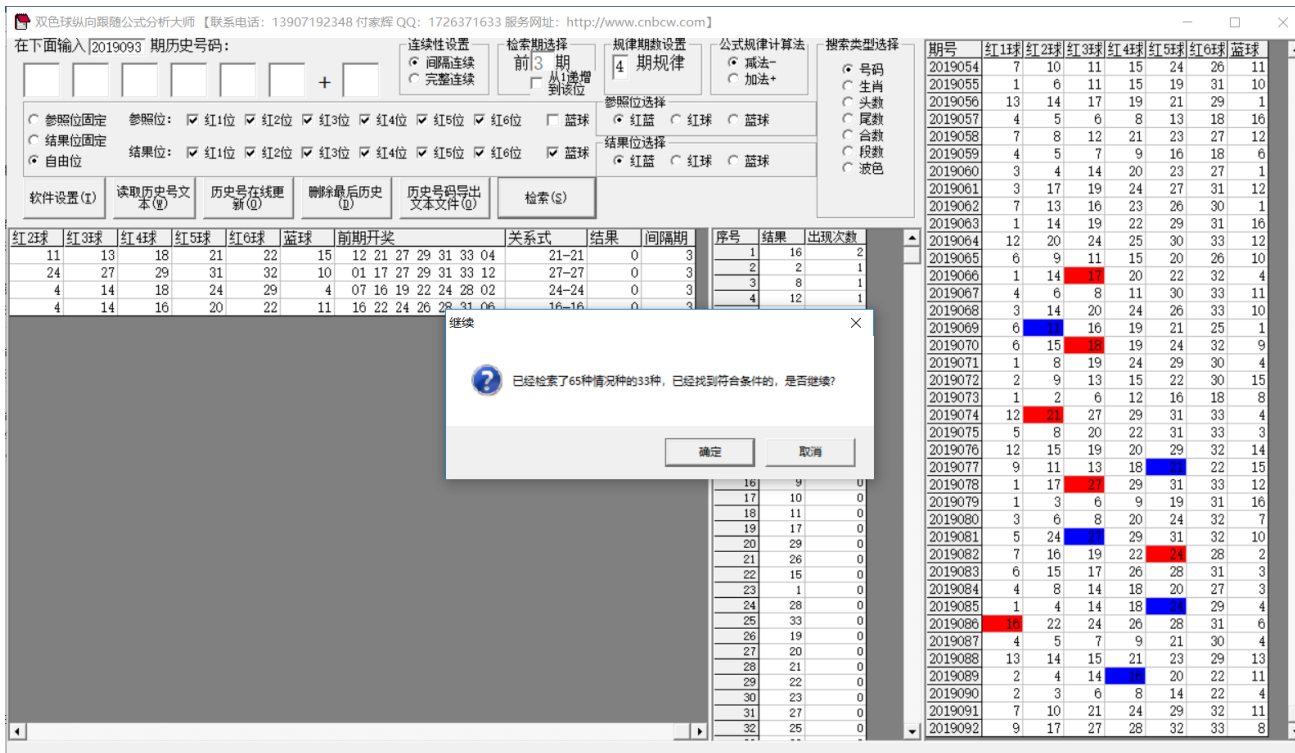 双色球纵向跟随公式分析大师 【联系电话：13907192348 付家辉 QQ：1726371633 服务网址：http://www.cnbcw.com】
在下面输入 2019093 期历史号码：
+
连续性设置
间隔连续
完整连续
检索期选择
前 3 期
从1递增到该位
规律期数设置
4 期规律
公式规律计算法
减法-
加法+
搜索类型选择
号码
生肖
头数
尾数
合数
段数
波色
参照位固定
结果位固定
自由位
参照位： 红1位 红2位 红3位 红4位 红5位 红6位 蓝球
结果位： 红1位 红2位 红3位 红4位 红5位 红6位 蓝球
参照位选择
红蓝 红球 蓝球
结果位选择
红蓝 红球 蓝球
软件设置(I) 读取历史号文本(W) 历史号在线更新(O) 删除最后历史(D) 历史号码导出文本文件(O) 检索(S)
红2球 红3球 红4球 红5球 红6球 蓝球 前期开奖 关系式 结果 间隔期
11 13 18 21 22 15 12 21 27 29 31 33 04 21-21 0 3
24 27 29 31 32 10 01 17 27 29 31 33 12 27-27 0 3
4 14 18 24 29 4 07 16 19 22 24 28 02 24-24 0 3
4 14 16 20 22 11 16 22 24 26 28 31 06 16-16 0 3
序号 结果 出现次数
1 16 2
2 2 1
3 8 1
4 12 1
继续
已经检索了65种情况种的33种，已经找到符合条件的，是否继续?
确定 取消
16 9 0
17 10 0
18 11 0
19 17 0
20 29 0
21 26 0
22 15 0
23 1 0
24 28 0
25 33 0
26 19 0
27 20 0
28 21 0
29 22 0
30 23 0
31 27 0
32 25 0
期号 红1球 红2球 红3球 红4球 红5球 红6球 蓝球
2019054 7 10 11 15 24 26 11
2019055 1 6 11 15 19 31 10
2019056 13 14 17 19 21 29 1
2019057 4 5 6 8 13 18 16
2019058 7 8 12 21 23 27 12
2019059 4 5 7 9 16 18 6
2019060 3 4 14 20 23 27 1
2019061 3 17 19 24 27 31 12
2019062 7 13 16 23 26 30 1
2019063 1 14 19 22 29 31 16
2019064 12 20 24 25 30 33 12
2019065 6 9 11 15 20 26 10
2019066 1 14 17 20 22 32 4
2019067 4 6 8 11 30 33 11
2019068 3 14 20 24 26 33 10
2019069 6 11 16 19 21 25 1
2019070 6 15 18 19 24 32 9
2019071 1 8 19 24 29 30 4
2019072 2 9 13 15 22 30 15
2019073 1 2 6 12 16 18 8
2019074 12 21 27 29 31 33 4
2019075 5 8 20 22 31 33 3
2019076 12 15 19 20 29 32 14
2019077 9 11 13 18 21 22 15
2019078 1 17 27 29 31 33 12
2019079 1 3 6 9 19 31 16
2019080 3 6 8 20 24 32 7
2019081 5 24 27 29 31 32 10
2019082 7 16 19 22 24 28 2
2019083 6 15 17 26 28 31 3
2019084 4 8 14 18 20 27 3
2019085 1 4 14 18 24 29 4
2019086 16 22 24 26 28 31 6
2019087 4 5 7 9 21 30 4
2019088 13 14 15 21 23 29 13
2019089 2 4 14 16 20 22 11
2019090 2 3 6 8 14 22 4
2019091 7 10 21 24 29 32 11
2019092 9 17 27 28 32 33 8